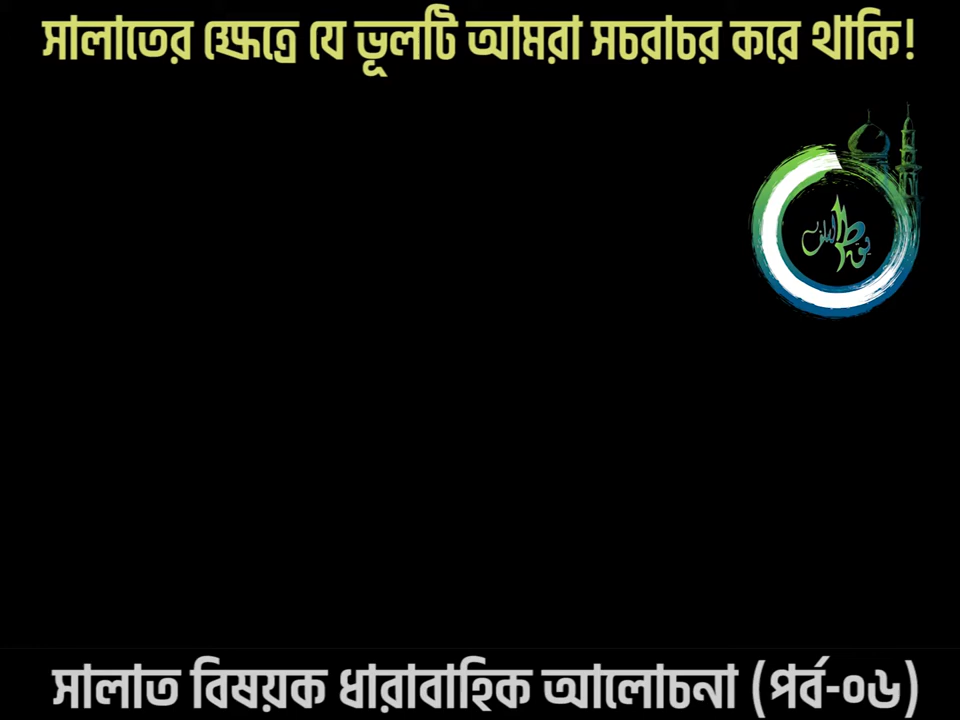 সালাতের ক্ষেত্রে যে ভূলটি আমরা সচরাচর করে থাকি!
সালাত বিষয়ক ধারাবাহিক আলোচনা (পর্ব-০৬)